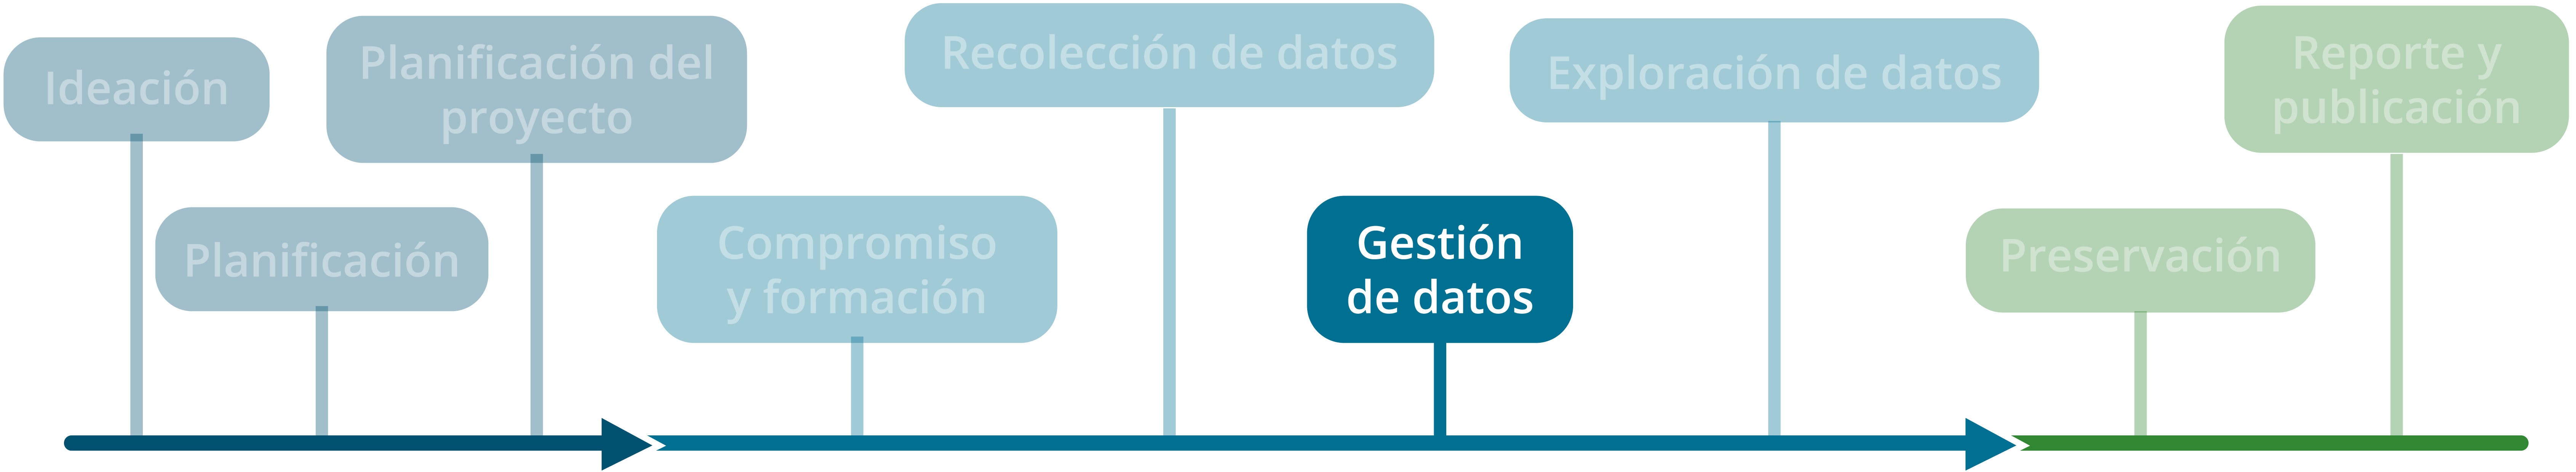 Ideación
Planificación
Planificación del
proyecto
Compromiso
y formación
Recolección de datos
Gestión
de datos
Exploración de datos
Preservación
Reporte y
publicación